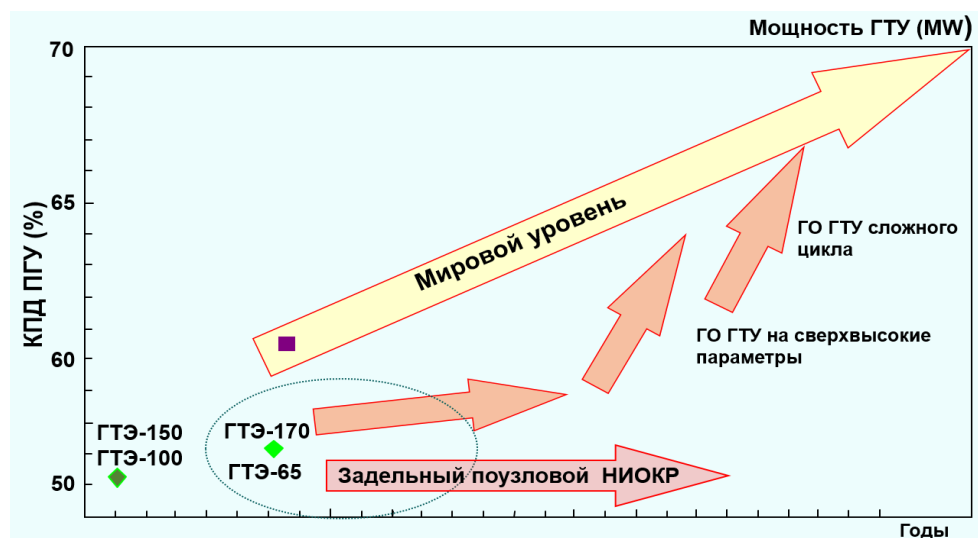 Мощность ГТУ (MW)
70
65
60
50
КПД ПГУ (%)
Мировой уровень
ГО ГТУ сложного
цикла
ГО ГТУ на сверхвысокие
параметры
ГТЭ-150
ГТЭ-100
ГТЭ-170
ГТЭ-65
Задельный поузловой НИОКР
Годы